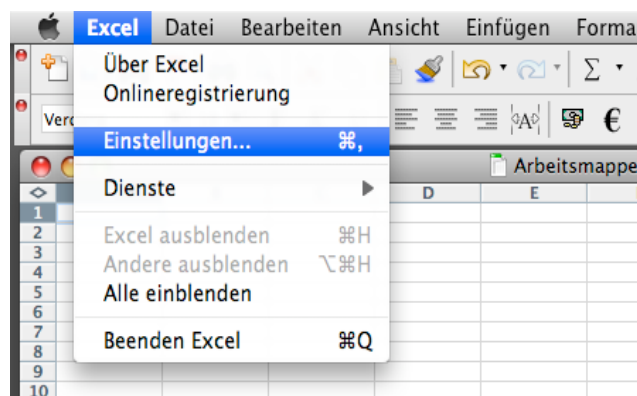 Excel Datei Bearbeiten Ansicht Einfügen Forma
Über Excel
Onlineregistrierung
Einstellungen... ⌘,
Dienste
Excel ausblenden ⌘H
Andere ausblenden ⌥⌘H
Alle einblenden
Beenden Excel ⌘Q
Σ
A €
Arbeitsmappe
D E
1
2
3
4
5
6
7
8
9
10